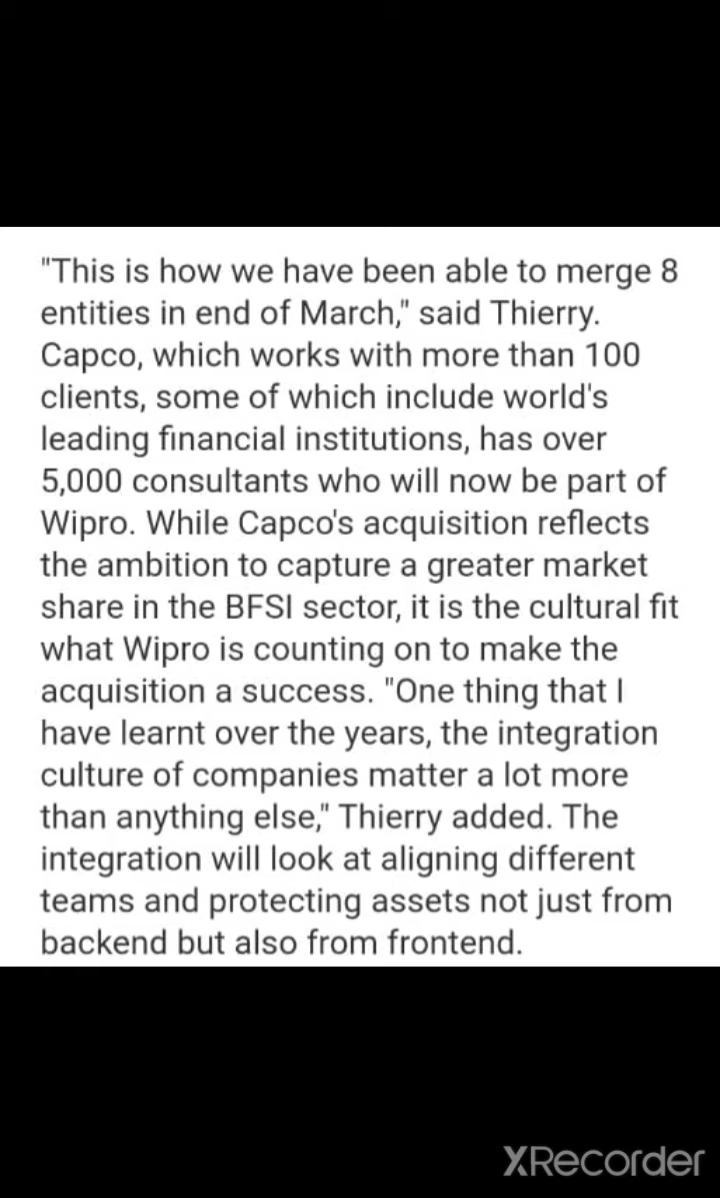 "This is how we have been able to merge 8
entities in end of March," said Thierry.
Capco, which works with more than 100
clients, some of which include world's
leading financial institutions, has over
5,000 consultants who will now be part of
Wipro. While Capco's acquisition reflects
the ambition to capture a greater market
share in the BFSI sector, it is the cultural fit
what Wipro is counting on to make the
acquisition a success. "One thing that I
have learnt over the years, the integration
culture of companies matter a lot more
than anything else," Thierry added. The
integration will look at aligning different
teams and protecting assets not just from
backend but also from frontend.
XRecorder